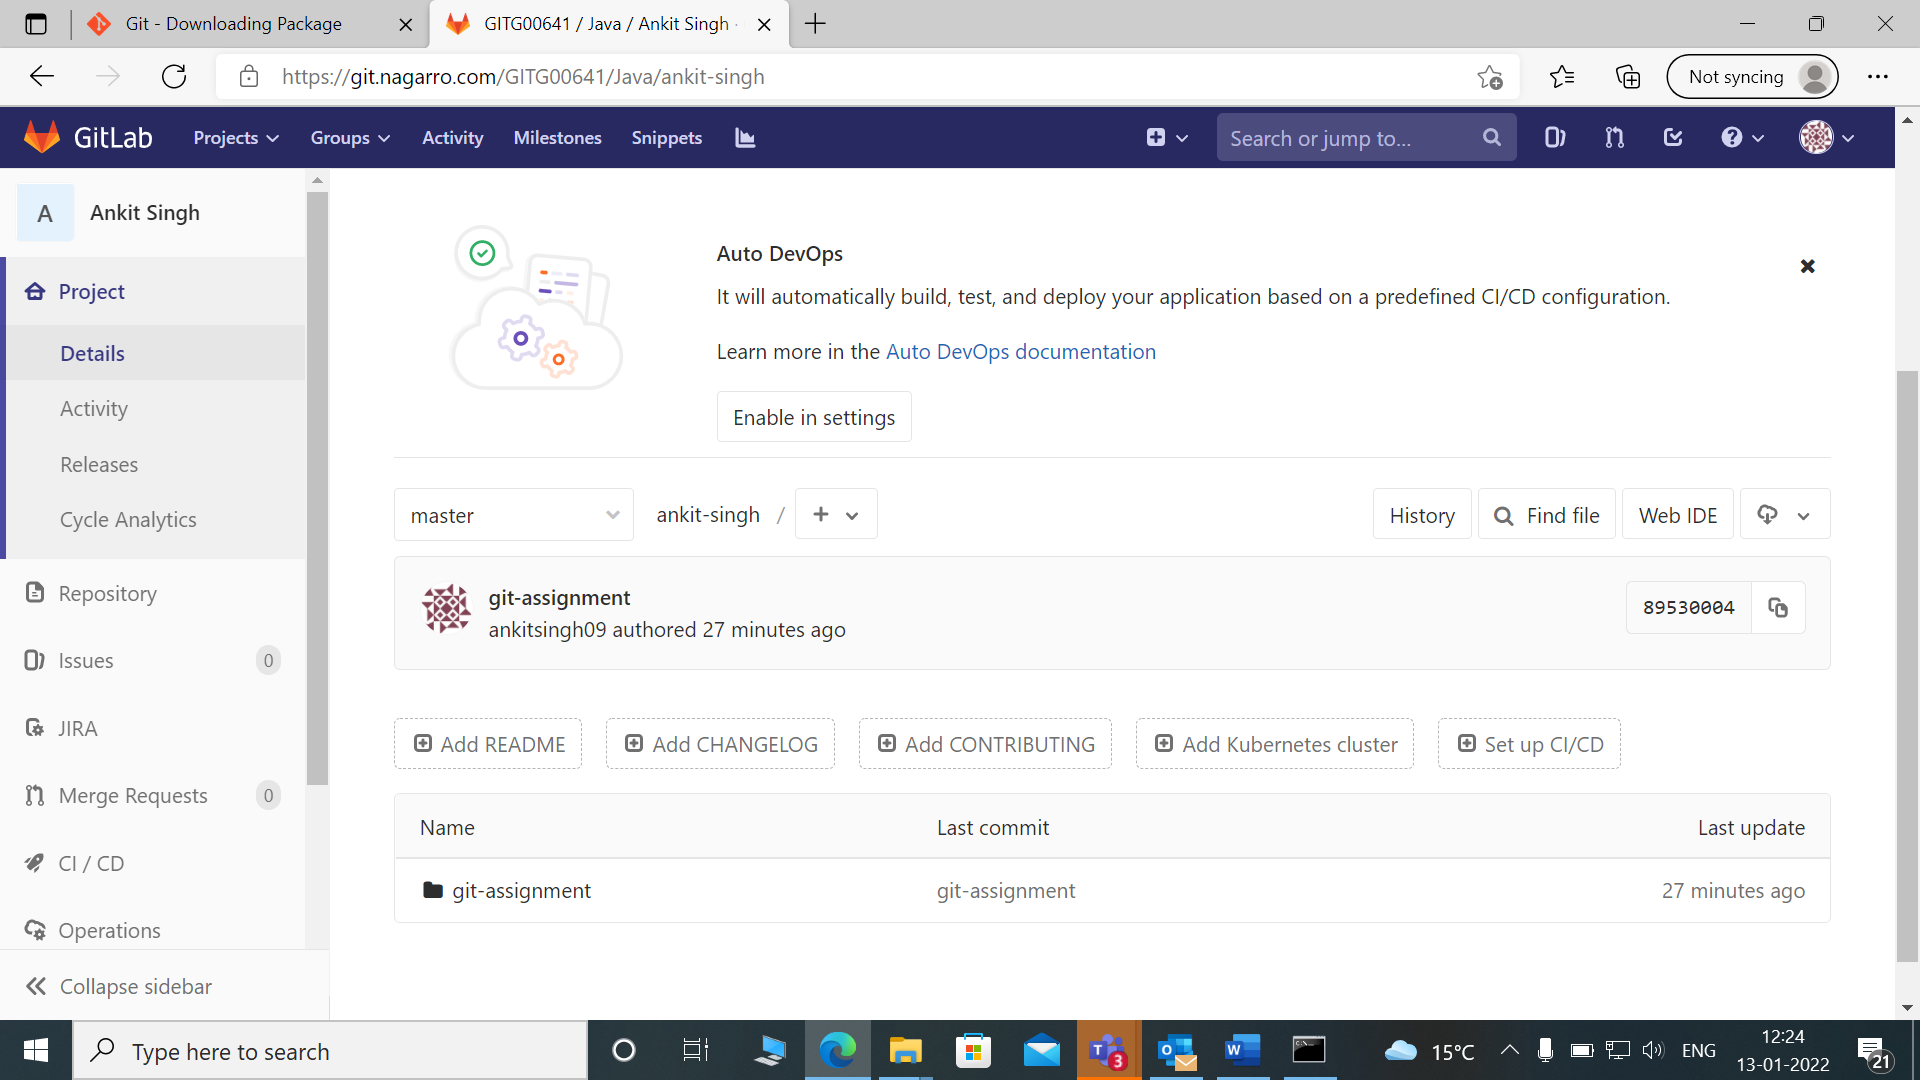 Git - Downloading Package
GITG00641 / Java / Ankit Singh ·
https://git.nagarro.com/GITG00641/Java/ankit-singh
Not syncing
GitLab
Projects
Groups
Activity
Milestones
Snippets
Search or jump to...
A
Ankit Singh
Project
Details
Activity
Releases
Cycle Analytics
Repository
Issues 0
JIRA
Merge Requests 0
CI / CD
Operations
Collapse sidebar
Auto DevOps
It will automatically build, test, and deploy your application based on a predefined CI/CD configuration.
Learn more in the Auto DevOps documentation
Enable in settings
master
ankit-singh /
History
Find file
Web IDE
git-assignment
ankitsingh09 authored 27 minutes ago
89530004
Add README
Add CHANGELOG
Add CONTRIBUTING
Add Kubernetes cluster
Set up CI/CD
Name Last commit Last update
git-assignment git-assignment 27 minutes ago
Type here to search
T 3
O
W
C:\
15°C
ENG
12:24
13-01-2022
21